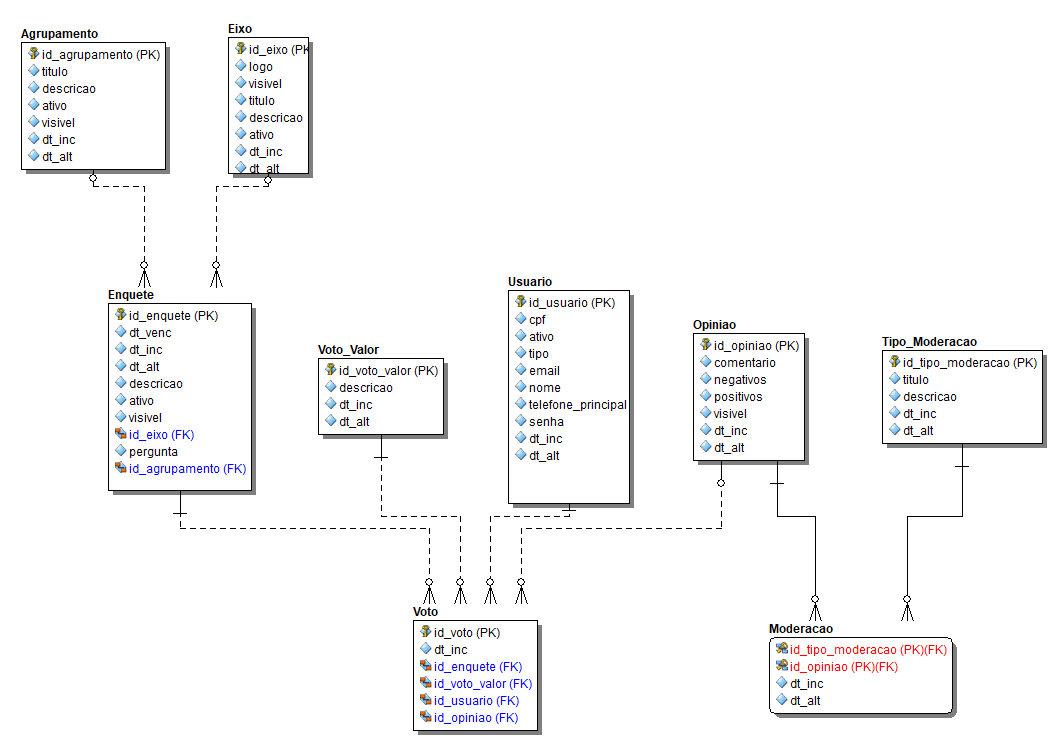 Agrupamento
id_agrupamento (PK)
titulo
descricao
ativo
visivel
dt_inc
dt_alt
Eixo
id_eixo (PK
logo
visivel
titulo
descricao
ativo
dt_inc
dt_alt
Enquete
id_enquete (PK)
dt_venc
dt_inc
dt_alt
descricao
ativo
visivel
id_eixo (FK)
pergunta
id_agrupamento (FK)
Voto_Valor
id_voto_valor (PK)
descricao
dt_inc
dt_alt
Usuario
id_usuario (PK)
cpf
ativo
tipo
email
nome
telefone_principal
senha
dt_inc
dt_alt
Opiniao
id_opiniao (PK)
comentario
negativos
positivos
visivel
dt_inc
dt_alt
Tipo_Moderacao
id_tipo_moderacao (PK)
titulo
descricao
dt_inc
dt_alt
Voto
id_voto (PK)
dt_inc
id_enquete (FK)
id_voto_valor (FK)
id_usuario (FK)
id_opiniao (FK)
Moderacao
id_tipo_moderacao (PK)(FK)
id_opiniao (PK)(FK)
dt_inc
dt_alt